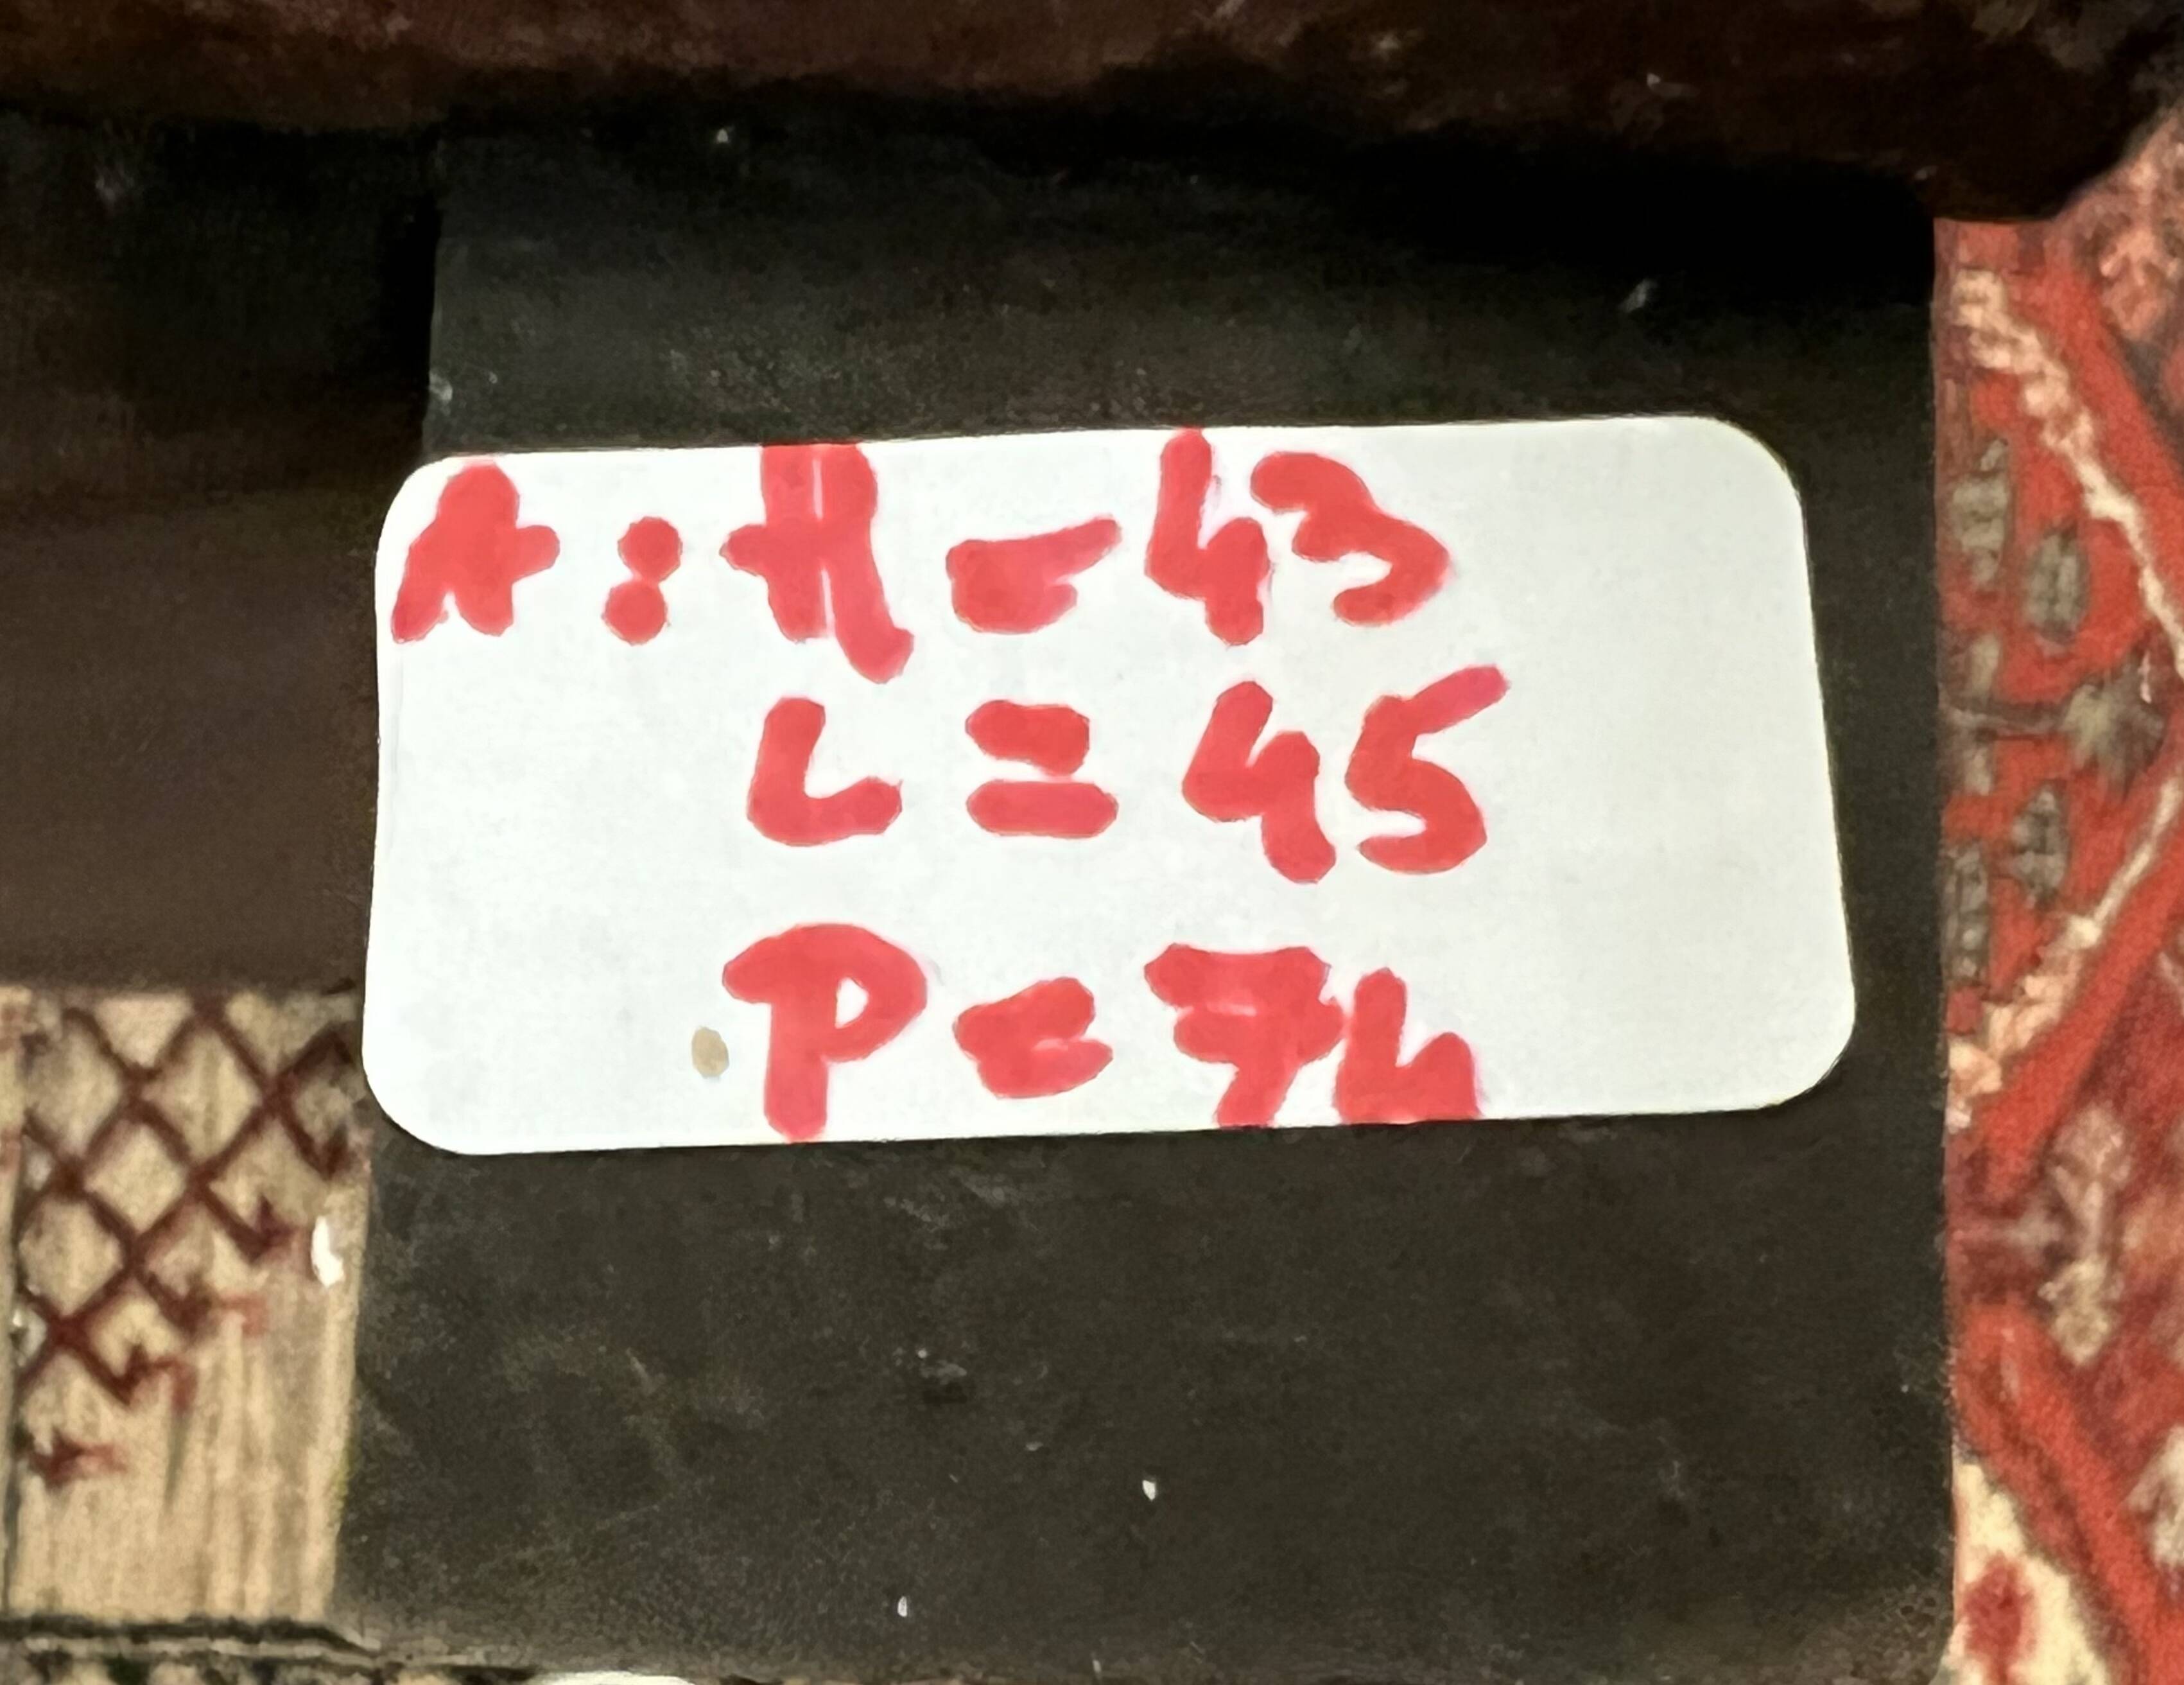 A: H = 43
L = 45
P = 74